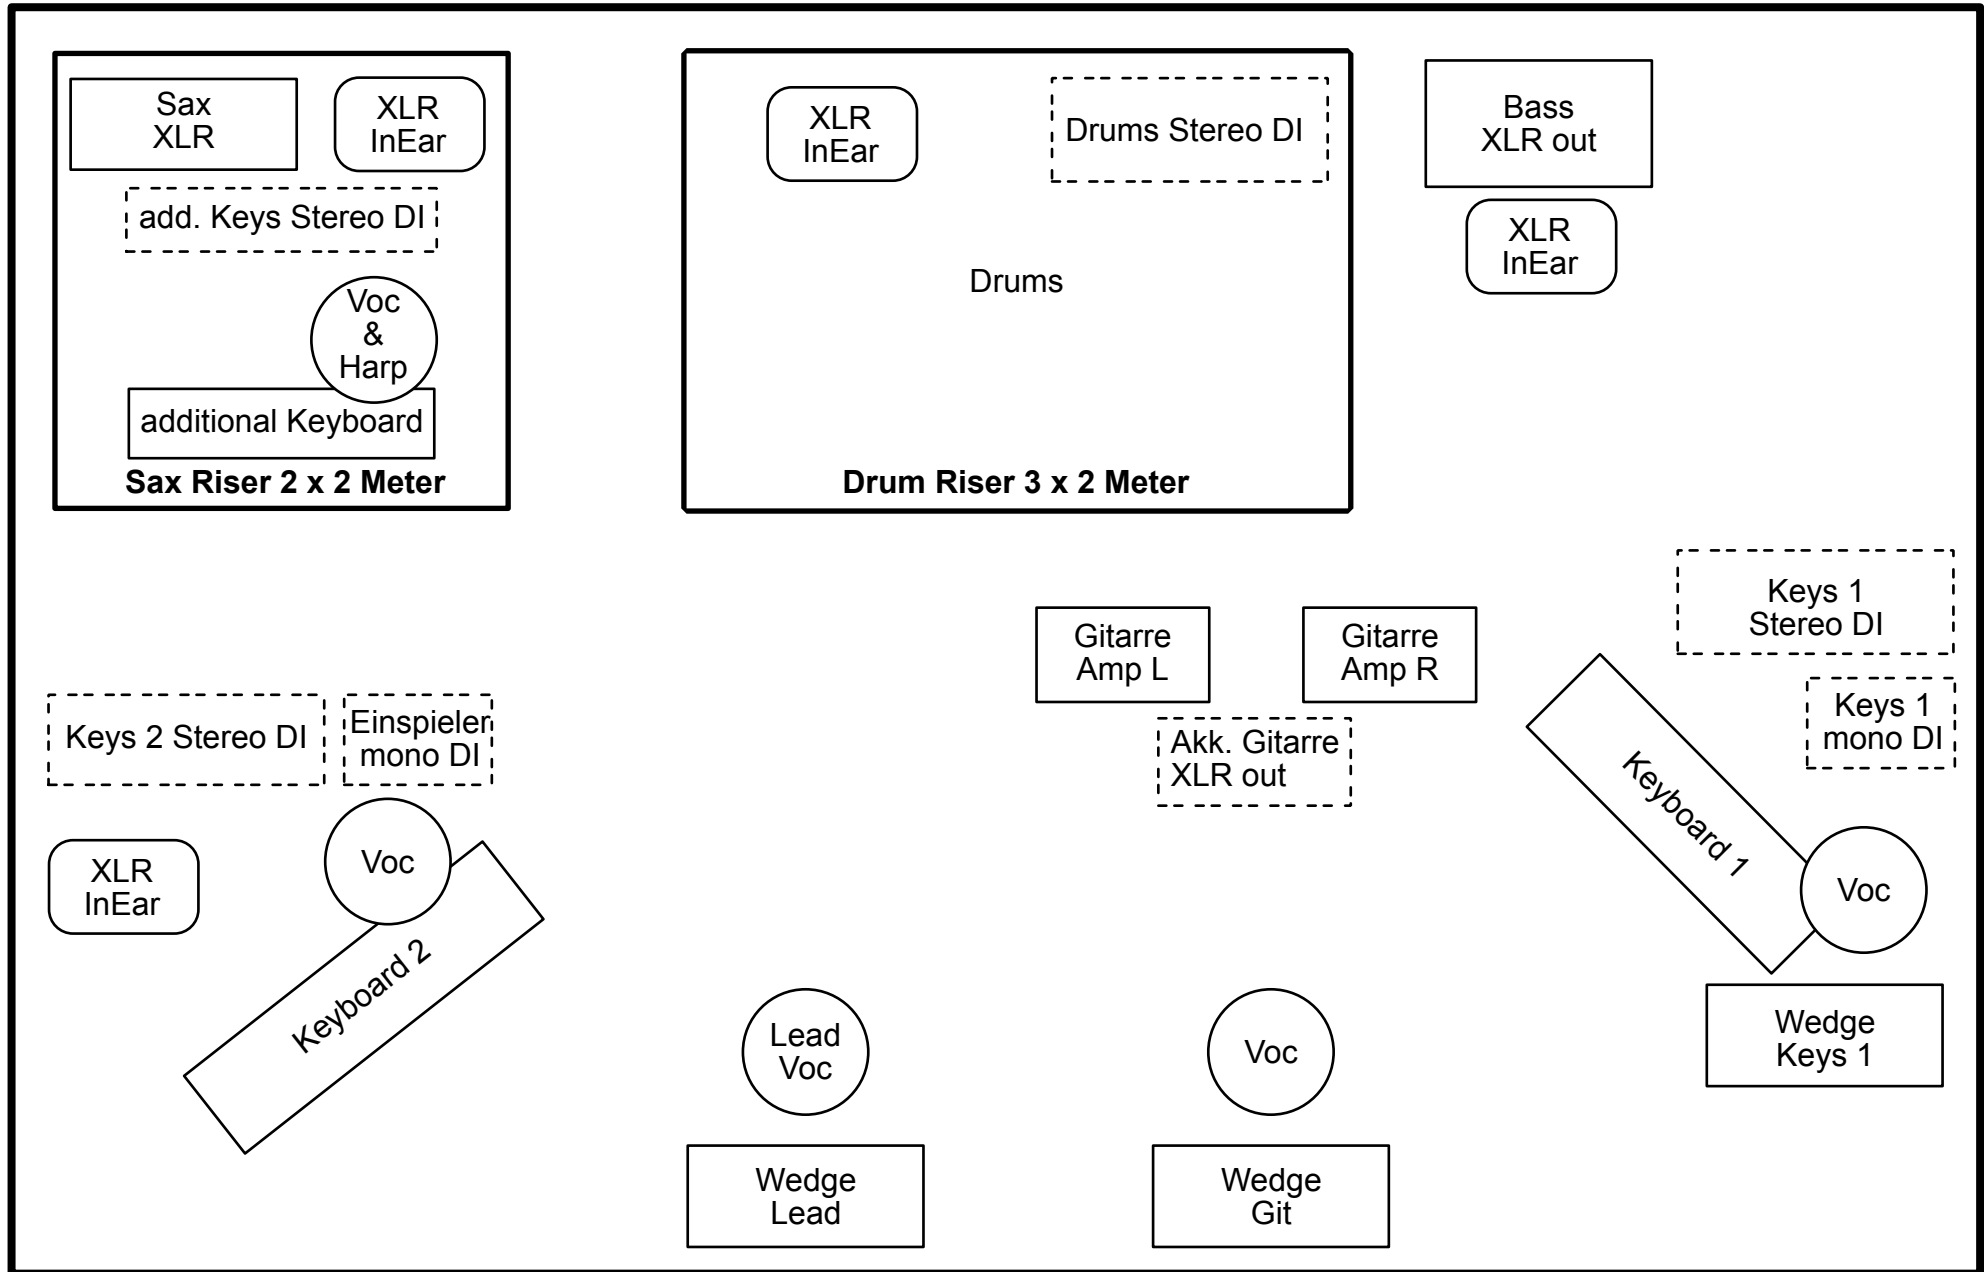 Sax
XLR
XLR
InEar
add. Keys Stereo DI
Voc
&
Harp
additional Keyboard
Sax Riser 2 x 2 Meter
XLR
InEar
Drums Stereo DI
Drums
Drum Riser 3 x 2 Meter
Bass
XLR out
XLR
InEar
Gitarre
Amp L
Gitarre
Amp R
Akk. Gitarre
XLR out
Keys 1
Stereo DI
Keys 1
mono DI
Keyboard 1
Voc
Wedge
Keys 1
Keys 2 Stereo DI
Einspieler
mono DI
XLR
InEar
Voc
Keyboard 2
Lead
Voc
Voc
Wedge
Lead
Wedge
Git